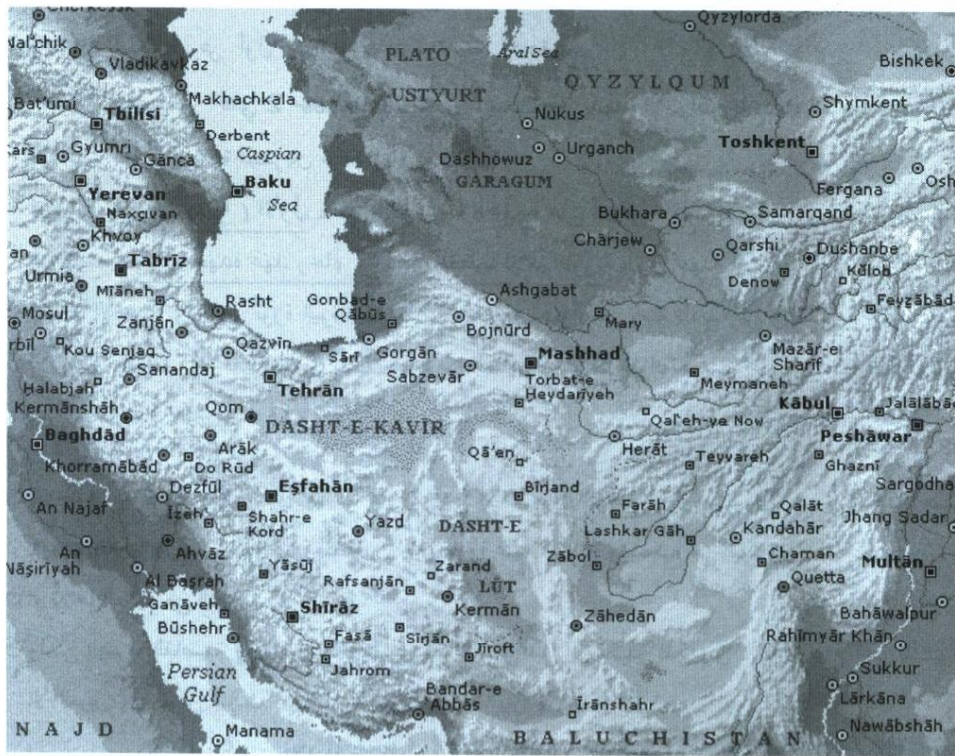 Cherkessk
Qyzylorda
Nal'chik
Aral Sea
PLATO
Bishkek
Vladikavkaz
QYZYLQUM
Makhachkala
USTYURT
Bat'umi
Shymkent
Tbilisi
Nukus
Derbent
Kars
Gyumri
Gäncä
Caspian
Sea
Dashhowuz
Urganch
Toshkent
GARAGUM
Baku
Yerevan
Fergana
Osh
Naxçıvan
Bukhara
Samarqand
Khvoy
Chärjew
Qarshi
Dushanbe
Tabrīz
Denow
Kŭlob
Urmia
Mīāneh
Ashgabat
Feyzābād
Rasht
Gonbad-e
Qābūs
Mosul
Zanjān
Bojnūrd
Mary
Kou Senjaq
Qazvīn
Sārī
Gorgān
Mazār-e
Sharīf
Mashhad
Sanandaj
Sabzevār
Meymaneh
Halabjah
Tehrān
Torbat-e
Heydarīyeh
Kermānshāh
Qom
Kābul
Jalālābād
DASHT-E-KAVĪR
Qal'eh-ye Now
Baghdād
Arāk
Peshāwar
Herāt
Khorramābād
Do Rūd
Qā'en
Teyvareh
Ghaznī
Sargodha
Dezfūl
Eşfahān
Bīrjand
An Najaf
Īzeh
Shahr-e
Kord
Farāh
Qalāt
Yazd
DASHT-E
LŪT
Lashkar Gāh
Kandahār
Jhang Sadar
An
Nāşirīyah
Ahvāz
Zābol
Chaman
Multān
Al Başrah
Yāsūj
Zarand
Rafsanjān
Quetta
Ganāveh
Kermān
Shīrāz
Bahāwalpur
Būshehr
Fasā
Sīrjān
Zāhedān
Rahīmyār Khān
Jahrom
Jīroft
Persian
Gulf
Sukkur
Bandar-e
Abbās
Lārkāna
Īrānshahr
NAJD
Manama
BALUCHISTAN
Nawābshāh